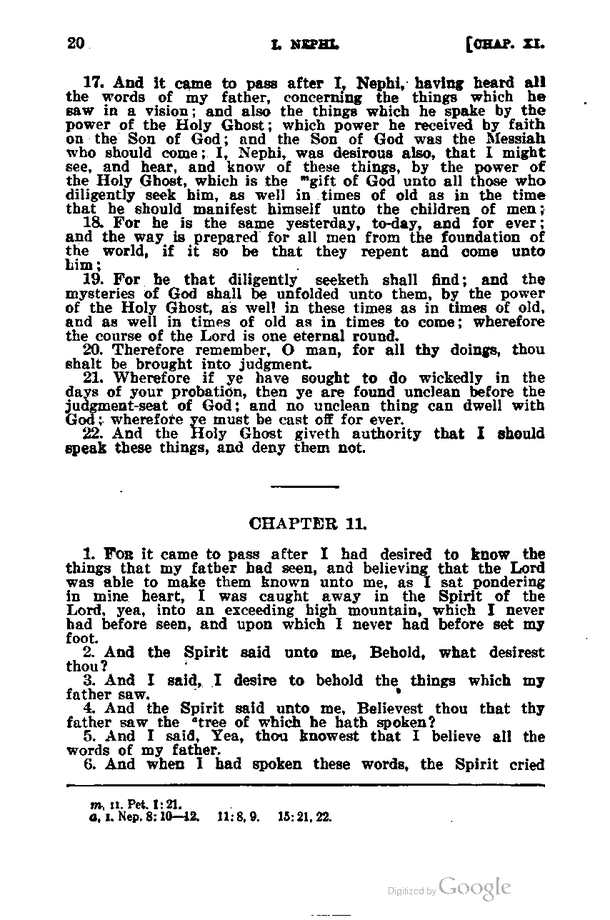 20 I. NEPHI. [CHAP. XI.
17. And it came to pass after I, Nephi, having heard all
the words of my father, concerning the things which he
saw in a vision; and also the things which he spake by the
power of the Holy Ghost; which power he received by faith
on the Son of God; and the Son of God was the Messiah
who should come; I, Nephi, was desirous also, that I might
see, and hear, and know of these things, by the power of
the Holy Ghost, which is the ᵐgift of God unto all those who
diligently seek him, as well in times of old as in the time
that he should manifest himself unto the children of men;
18. For he is the same yesterday, to-day, and for ever;
and the way is prepared for all men from the foundation of
the world, if it so be that they repent and come unto
him;
19. For he that diligently seeketh shall find; and the
mysteries of God shall be unfolded unto them, by the power
of the Holy Ghost, as well in these times as in times of old,
and as well in times of old as in times to come; wherefore
the course of the Lord is one eternal round.
20. Therefore remember, O man, for all thy doings, thou
shalt be brought into judgment.
21. Wherefore if ye have sought to do wickedly in the
days of your probation, then ye are found unclean before the
judgment-seat of God; and no unclean thing can dwell with
God; wherefore ye must be cast off for ever.
22. And the Holy Ghost giveth authority that I should
speak these things, and deny them not.
CHAPTER 11.
1. FOR it came to pass after I had desired to know the
things that my father had seen, and believing that the Lord
was able to make them known unto me, as I sat pondering
in mine heart, I was caught away in the Spirit of the
Lord, yea, into an exceeding high mountain, which I never
had before seen, and upon which I never had before set my
foot.
2. And the Spirit said unto me, Behold, what desirest
thou?
3. And I said, I desire to behold the things which my
father saw.
4. And the Spirit said unto me, Believest thou that thy
father saw the ᵃtree of which he hath spoken?
5. And I said, Yea, thou knowest that I believe all the
words of my father.
6. And when I had spoken these words, the Spirit cried
m, II. Pet. 1:21.
a, I. Nep. 8:10—12. 11:8, 9. 15:21, 22.
Digitized by Google